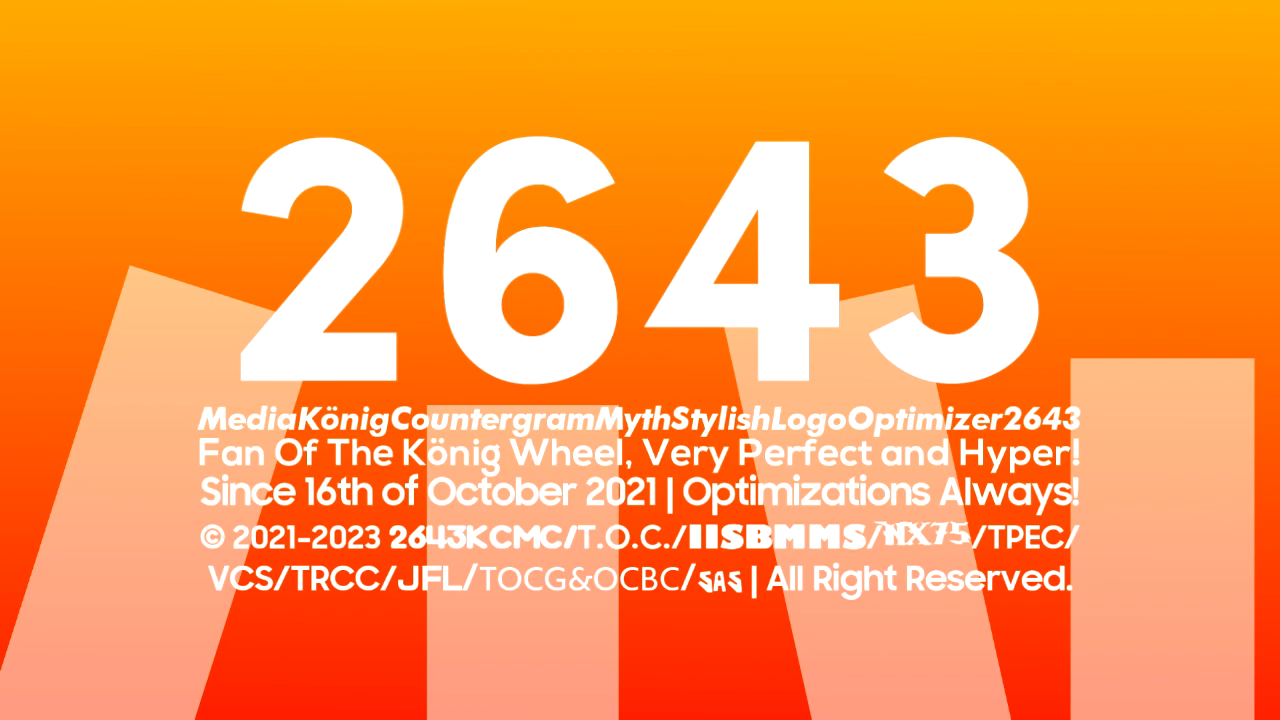 2643
MediaKönigCountergramMythStylishLogoOptimizer2643
Fan Of The König Wheel, Very Perfect and Hyper!
Since 16th of October 2021 | Optimizations Always!
© 2021-2023 2643KCMC/T.O.C./IISBMMS/NX75/TPEC/
VCS/TRCC/JFL/TOCG&OCBC/SAS | All Right Reserved.